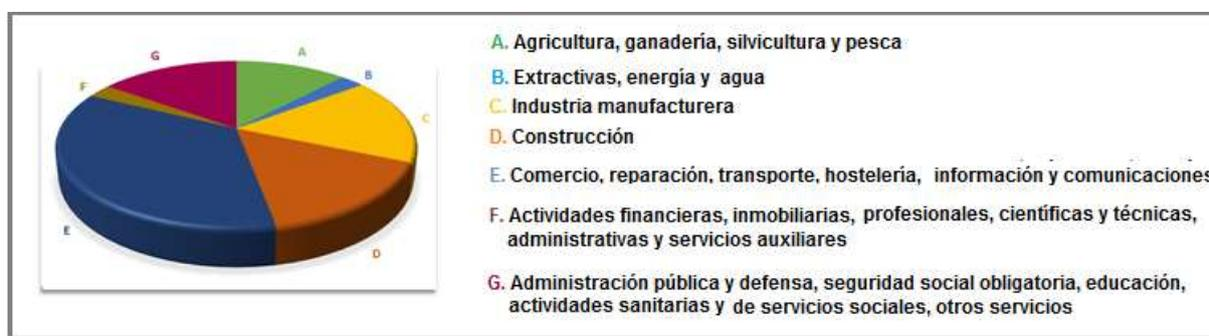 G
A
B
F
C
E
D
A. Agricultura, ganadería, silvicultura y pesca
B. Extractivas, energía y agua
C. Industria manufacturera
D. Construcción
E. Comercio, reparación, transporte, hostelería, información y comunicaciones
F. Actividades financieras, inmobiliarias, profesionales, científicas y técnicas,
administrativas y servicios auxiliares
G. Administración pública y defensa, seguridad social obligatoria, educación,
actividades sanitarias y de servicios sociales, otros servicios